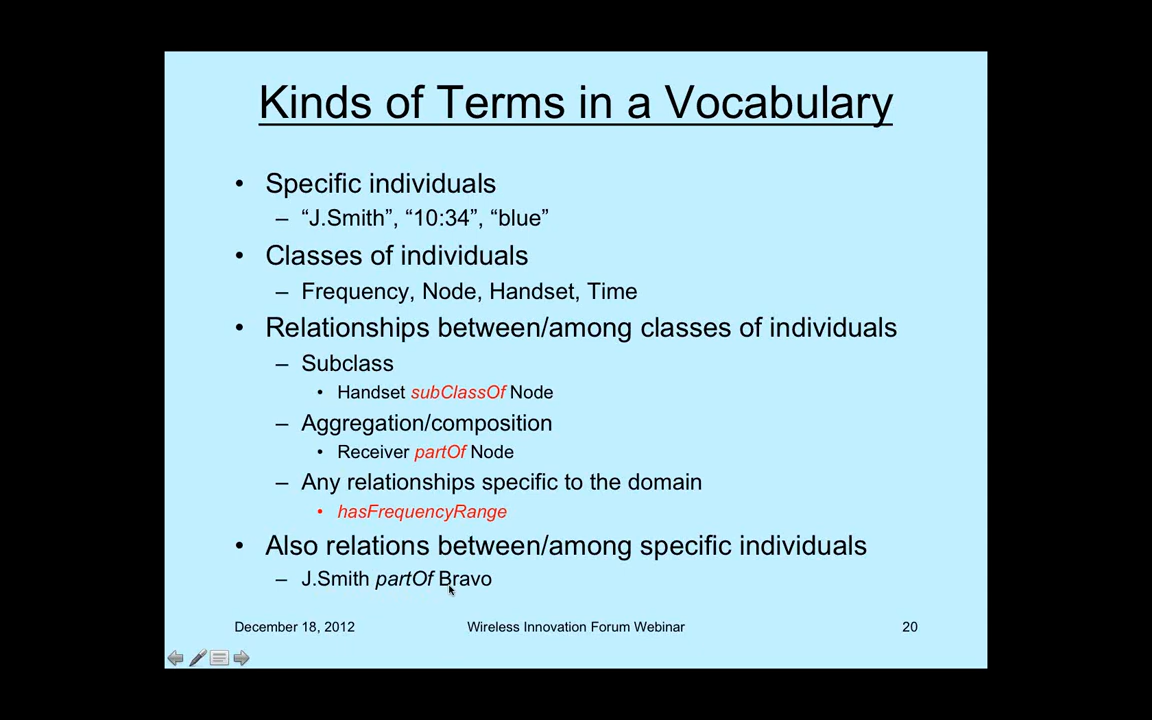 Kinds of Terms in a Vocabulary
• Specific individuals
– “J.Smith”, “10:34”, “blue”
• Classes of individuals
– Frequency, Node, Handset, Time
• Relationships between/among classes of individuals
– Subclass
• Handset subClassOf Node
– Aggregation/composition
• Receiver partOf Node
– Any relationships specific to the domain
• hasFrequencyRange
• Also relations between/among specific individuals
– J.Smith partOf Bravo
December 18, 2012 Wireless Innovation Forum Webinar 20